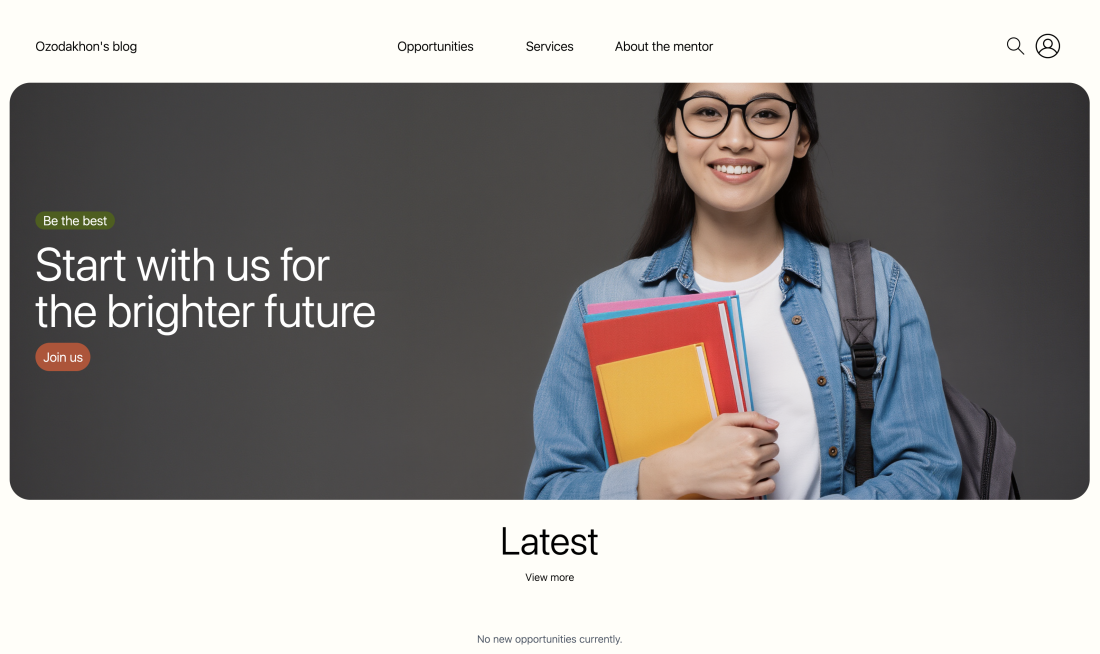 Ozodakhon's blog
Opportunities
Services
About the mentor
Be the best
Start with us for
the brighter future
Join us
Latest
View more
No new opportunities currently.